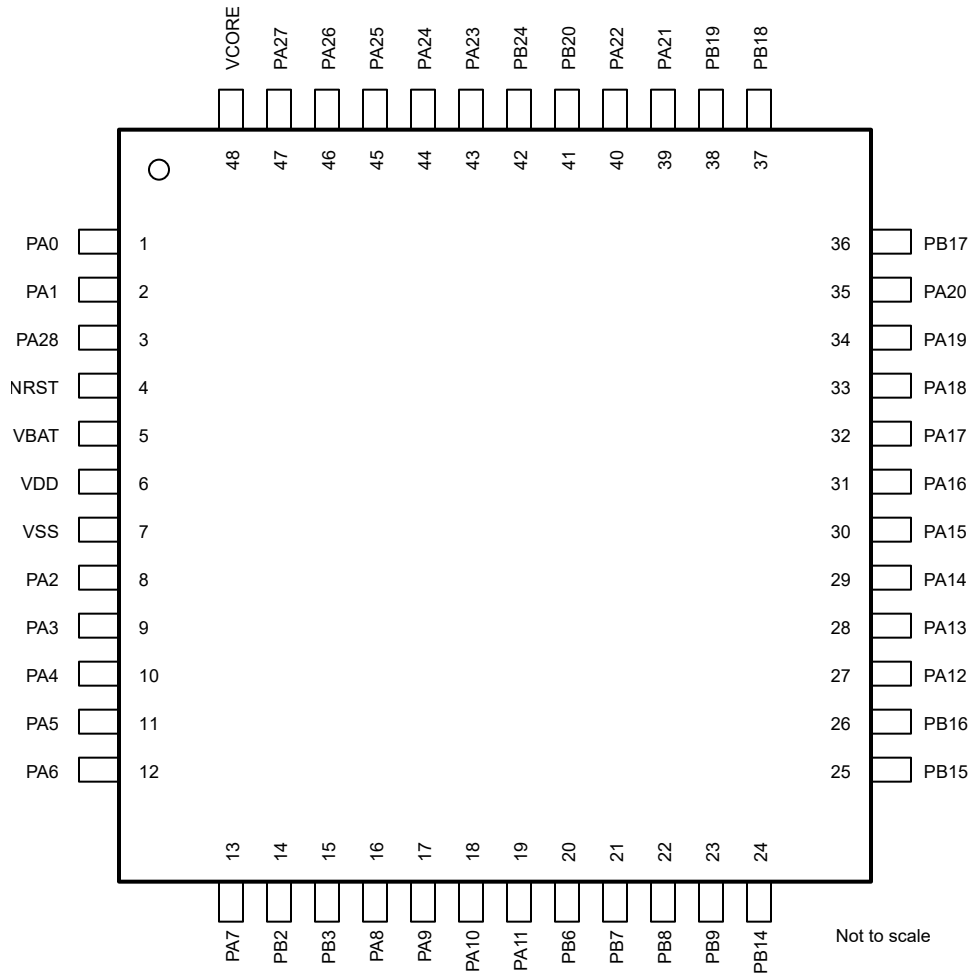 VCORE PA27 PA26 PA25 PA24 PA23 PB24 PB20 PA22 PA21 PB19 PB18
48 47 46 45 44 43 42 41 40 39 38 37
PA0 1 36 PB17
PA1 2 35 PA20
PA28 3 34 PA19
NRST 4 33 PA18
VBAT 5 32 PA17
VDD 6 31 PA16
VSS 7 30 PA15
PA2 8 29 PA14
PA3 9 28 PA13
PA4 10 27 PA12
PA5 11 26 PB16
PA6 12 25 PB15
13 14 15 16 17 18 19 20 21 22 23 24
PA7 PB2 PB3 PA8 PA9 PA10 PA11 PB6 PB7 PB8 PB9 PB14
Not to scale